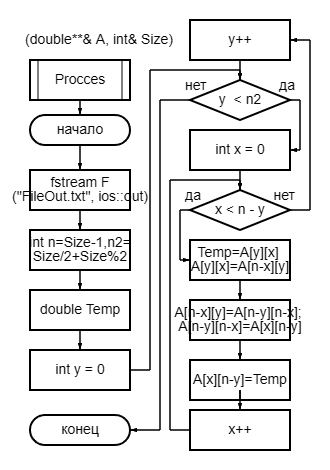 (double**& A, int& Size)
Procces
начало
fstream F
("FileOut.txt", ios::out)
int n=Size-1,n2=
Size/2+Size%2
double Temp
int y = 0
конец
y++
нет
да
y < n2
int x = 0
да
нет
x < n - y
Temp=A[y][x]
A[y][x]=A[n-x][y]
A[n-x][y]=A[n-y][n-x];
A[n-y][n-x]=A[x][n-y]
A[x][n-y]=Temp
x++